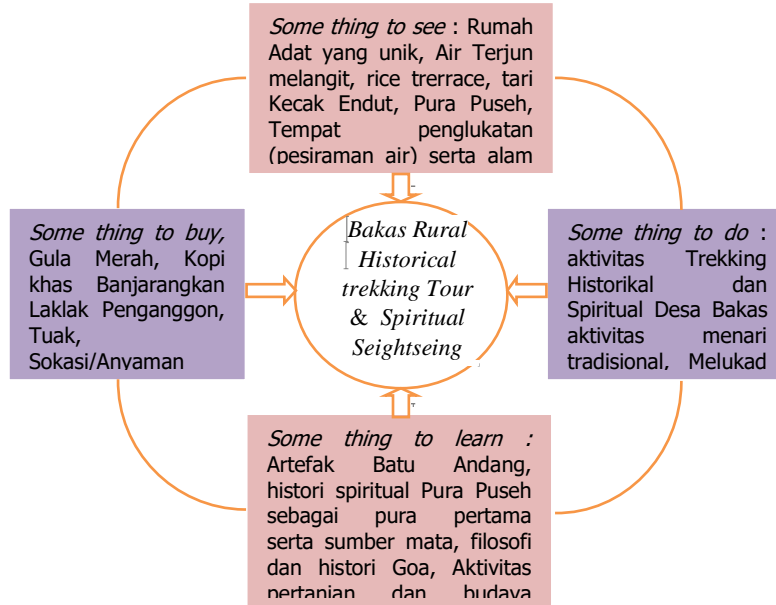 Some thing to see : Rumah
Adat yang unik, Air Terjun
melangit, rice trerrace, tari
Kecak Endut, Pura Puseh,
Tempat penglukatan
(pesiraman air) serta alam
Some thing to buy,
Gula Merah, Kopi
khas Banjarangkan
Laklak Penganggon,
Tuak,
Sokasi/Anyaman
Bakas Rural
Historical
trekking Tour
& Spiritual
Seightseing
Some thing to do :
aktivitas Trekking
Historikal dan
Spiritual Desa Bakas
aktivitas menari
tradisional, Melukad
Some thing to learn :
Artefak Batu Andang,
histori spiritual Pura Puseh
sebagai pura pertama
serta sumber mata, filosofi
dan histori Goa, Aktivitas
pertanian dan budaya